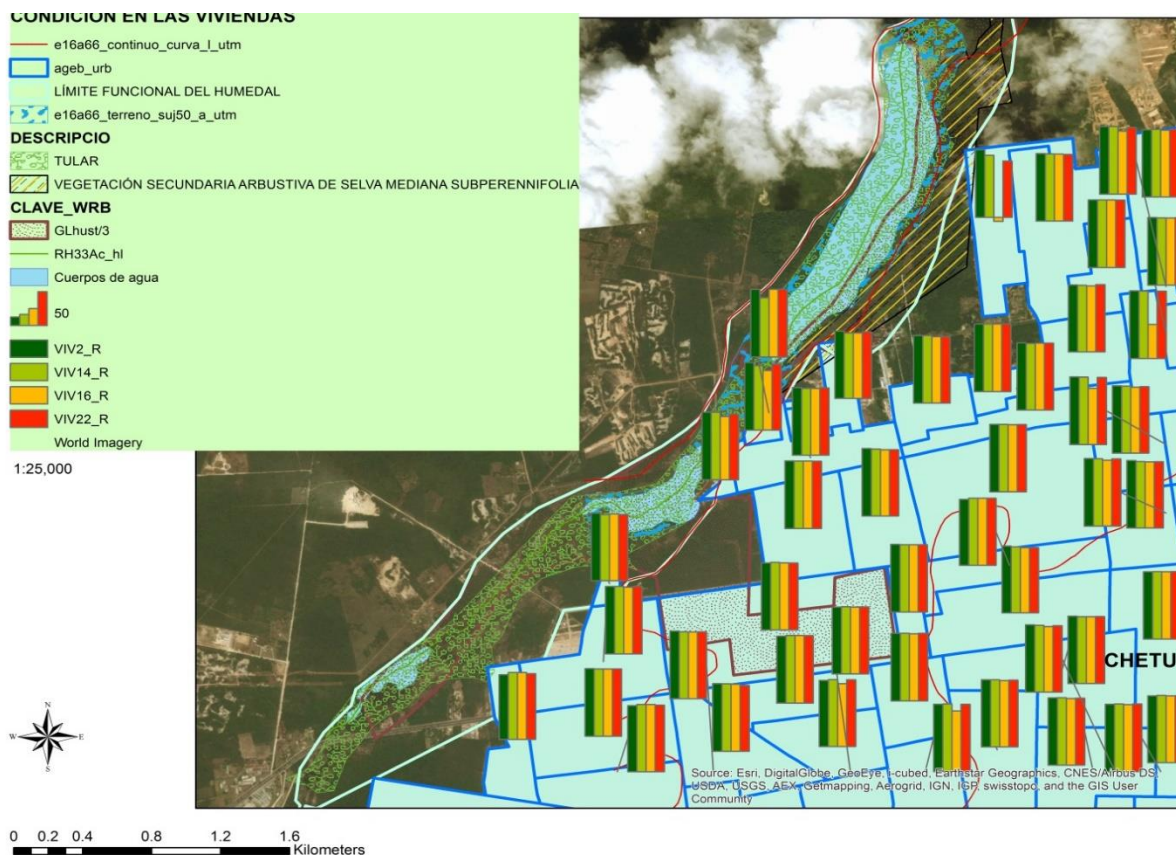 CONDICIÓN EN LAS VIVIENDAS
e16a66_continuo_curva_l_utm
ageb_urb
LÍMITE FUNCIONAL DEL HUMEDAL
e16a66_terreno_suj50_a_utm
DESCRIPCIO
TULAR
VEGETACIÓN SECUNDARIA ARBUSTIVA DE SELVA MEDIANA SUBPERENNIFOLIA
CLAVE_WRB
GLhust/3
RH33Ac_hl
Cuerpos de agua
50
VIV2_R
VIV14_R
VIV16_R
VIV22_R
World Imagery
1:25,000
CHETU
N
W E
S
Source: Esri, DigitalGlobe, GeoEye, i-cubed, Earthstar Geographics, CNES/Airbus DS,
USDA, USGS, AEX, Getmapping, Aerogrid, IGN, IGP, swisstopo, and the GIS User
Community
0 0.2 0.4 0.8 1.2 1.6
Kilometers